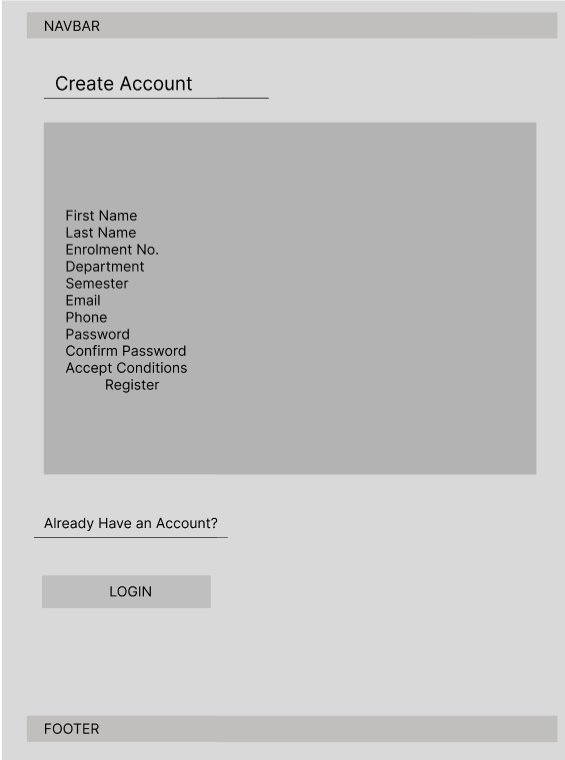 NAVBAR
Create Account
First Name
Last Name
Enrolment No.
Department
Semester
Email
Phone
Password
Confirm Password
Accept Conditions
Register
Already Have an Account?
LOGIN
FOOTER